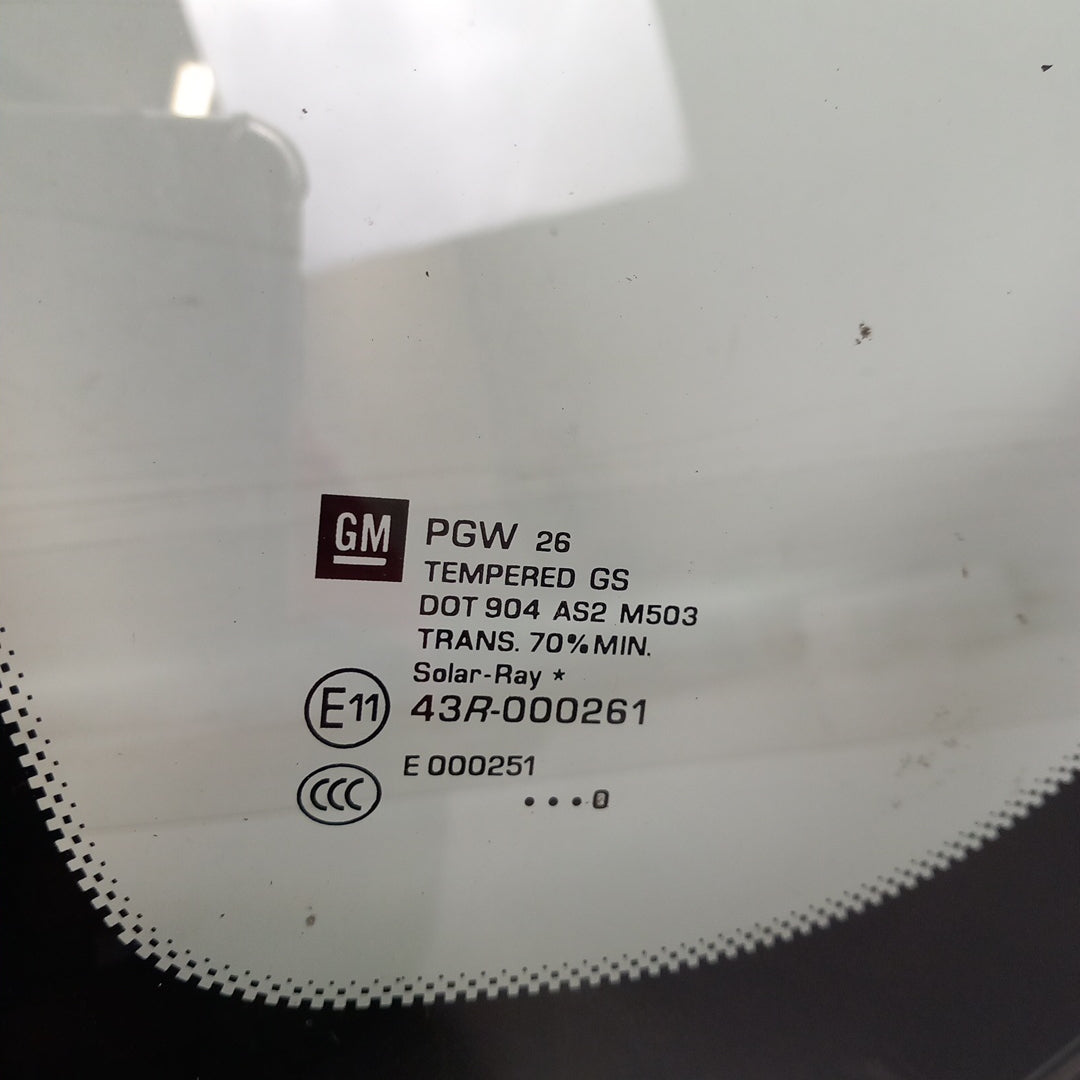 GM PGW 26
TEMPERED GS
DOT 904 AS2 M503
TRANS. 70% MIN.
Solar-Ray *
E11 43R-000261
E 000251
CCC
•••0